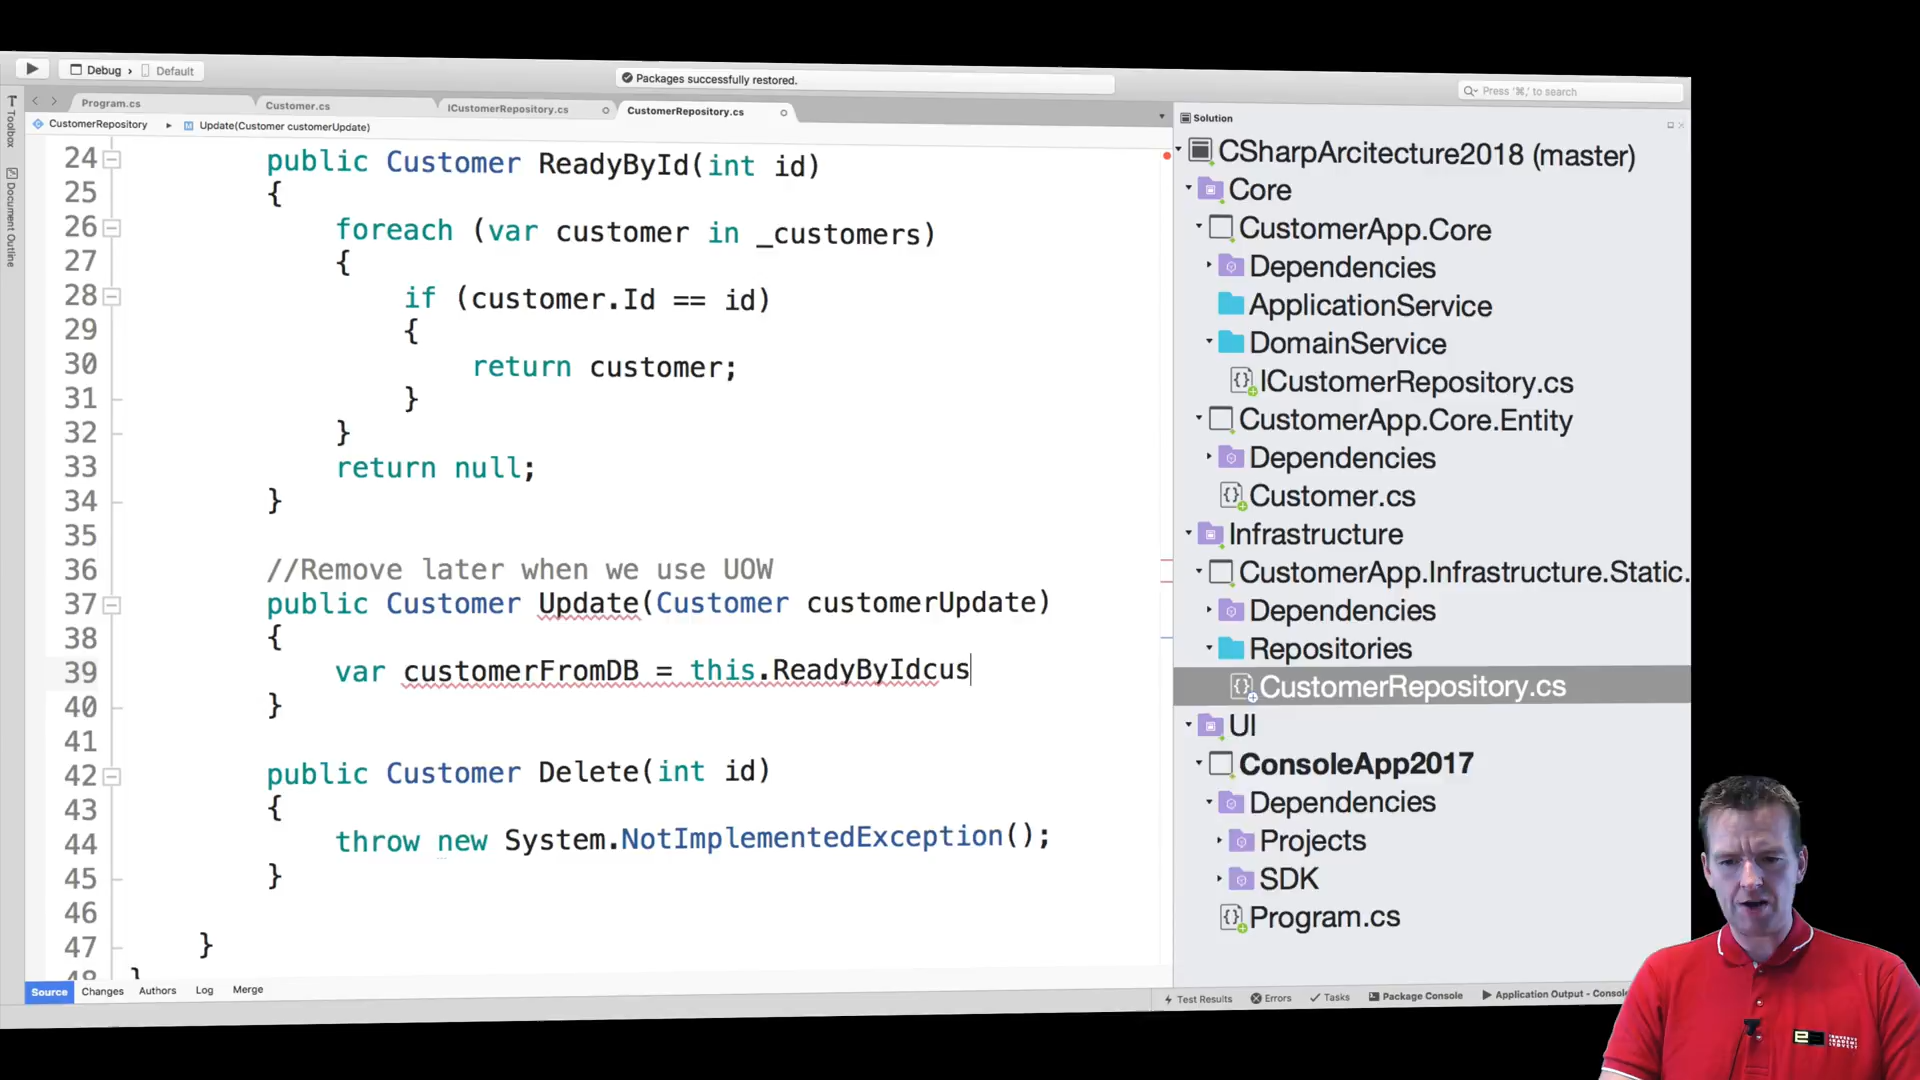 Debug
Default
Packages successfully restored.
Press '⌘,' to search
Program.cs
Customer.cs
ICustomerRepository.cs
CustomerRepository.cs
CustomerRepository
Update(Customer customerUpdate)
Toolbox
Document Outline
24 public Customer ReadyById(int id)
25 {
26 foreach (var customer in _customers)
27 {
28 if (customer.Id == id)
29 {
30 return customer;
31 }
32 }
33 return null;
34 }
35
36 //Remove later when we use UOW
37 public Customer Update(Customer customerUpdate)
38 {
39 var customerFromDB = this.ReadyByIdcus
40 }
41
42 public Customer Delete(int id)
43 {
44 throw new System.NotImplementedException();
45 }
46
47 }
48 }
Source
Changes
Authors
Log
Merge
Solution
CSharpArcitecture2018 (master)
Core
CustomerApp.Core
Dependencies
ApplicationService
DomainService
ICustomerRepository.cs
CustomerApp.Core.Entity
Dependencies
Customer.cs
Infrastructure
CustomerApp.Infrastructure.Static.
Dependencies
Repositories
CustomerRepository.cs
UI
ConsoleApp2017
Dependencies
Projects
SDK
Program.cs
Test Results
Errors
Tasks
Package Console
Application Output - Consol